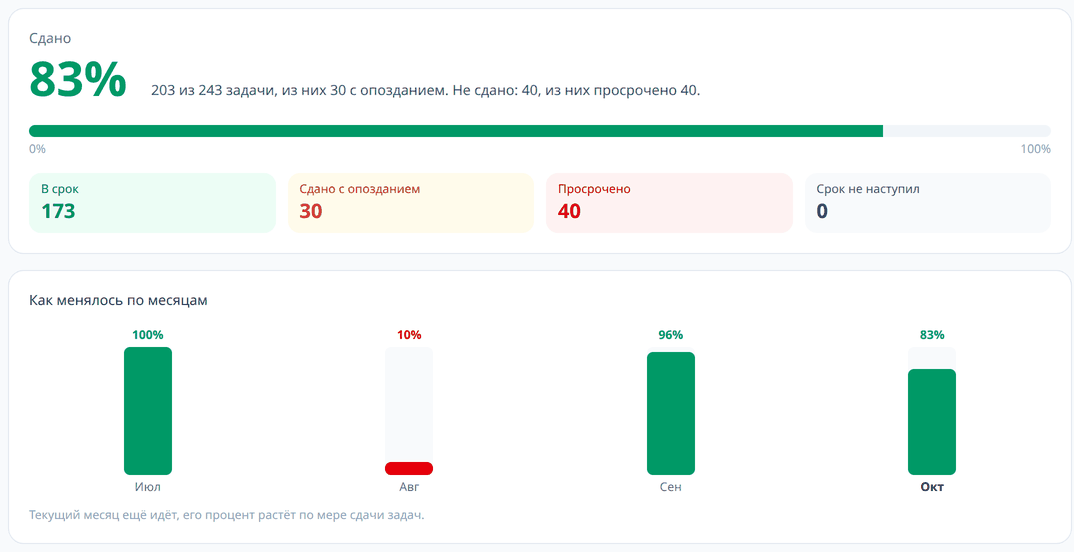 Сдано
83% 203 из 243 задачи, из них 30 с опозданием. Не сдано: 40, из них просрочено 40.
0% 100%
В срок
173
Сдано с опозданием
30
Просрочено
40
Срок не наступил
0
Как менялось по месяцам
100% 10% 96% 83%
Июл Авг Сен Окт
Текущий месяц ещё идёт, его процент растёт по мере сдачи задач.